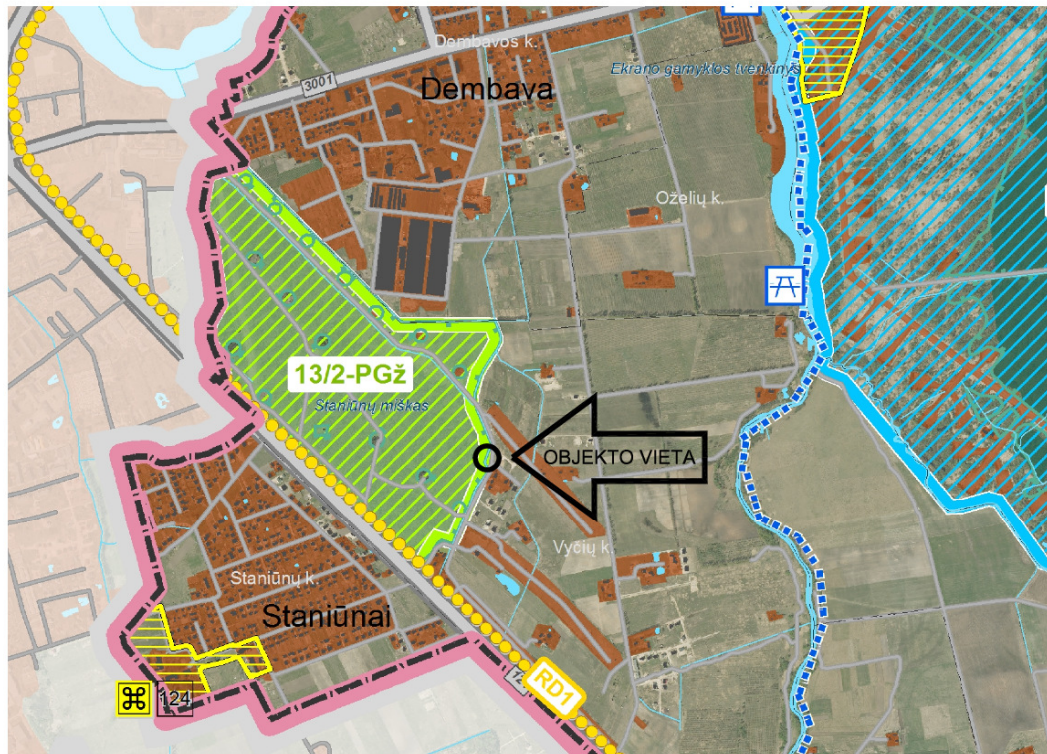 Dembavos k.
Ekrano gamyklos tvenkinys
3001
Dembava
Oželių k.
13/2-PGž
Staniūnų miškas
OBJEKTO VIETA
Vyčių k.
Staniūnų k.
Staniūnai
RD1
124